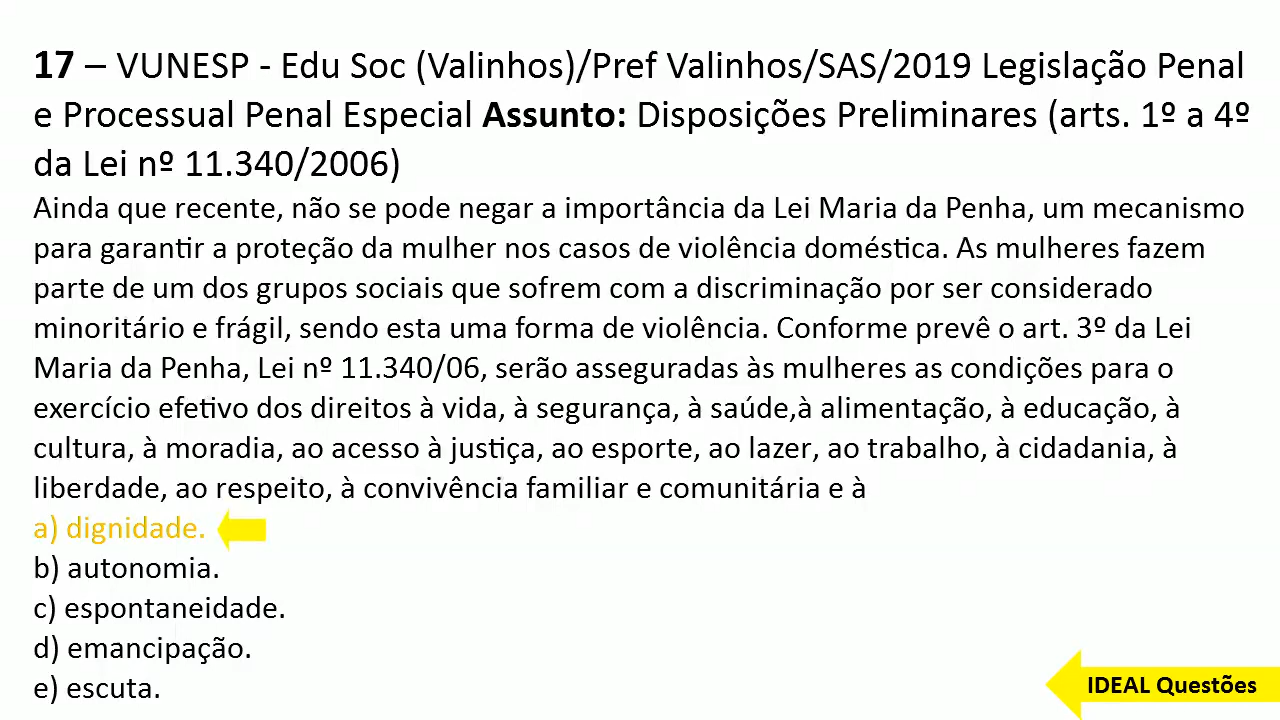 17 – VUNESP - Edu Soc (Valinhos)/Pref Valinhos/SAS/2019 Legislação Penal
e Processual Penal Especial Assunto: Disposições Preliminares (arts. 1º a 4º
da Lei nº 11.340/2006)
Ainda que recente, não se pode negar a importância da Lei Maria da Penha, um mecanismo
para garantir a proteção da mulher nos casos de violência doméstica. As mulheres fazem
parte de um dos grupos sociais que sofrem com a discriminação por ser considerado
minoritário e frágil, sendo esta uma forma de violência. Conforme prevê o art. 3º da Lei
Maria da Penha, Lei nº 11.340/06, serão asseguradas às mulheres as condições para o
exercício efetivo dos direitos à vida, à segurança, à saúde,à alimentação, à educação, à
cultura, à moradia, ao acesso à justiça, ao esporte, ao lazer, ao trabalho, à cidadania, à
liberdade, ao respeito, à convivência familiar e comunitária e à
a) dignidade.
b) autonomia.
c) espontaneidade.
d) emancipação.
e) escuta.
IDEAL Questões